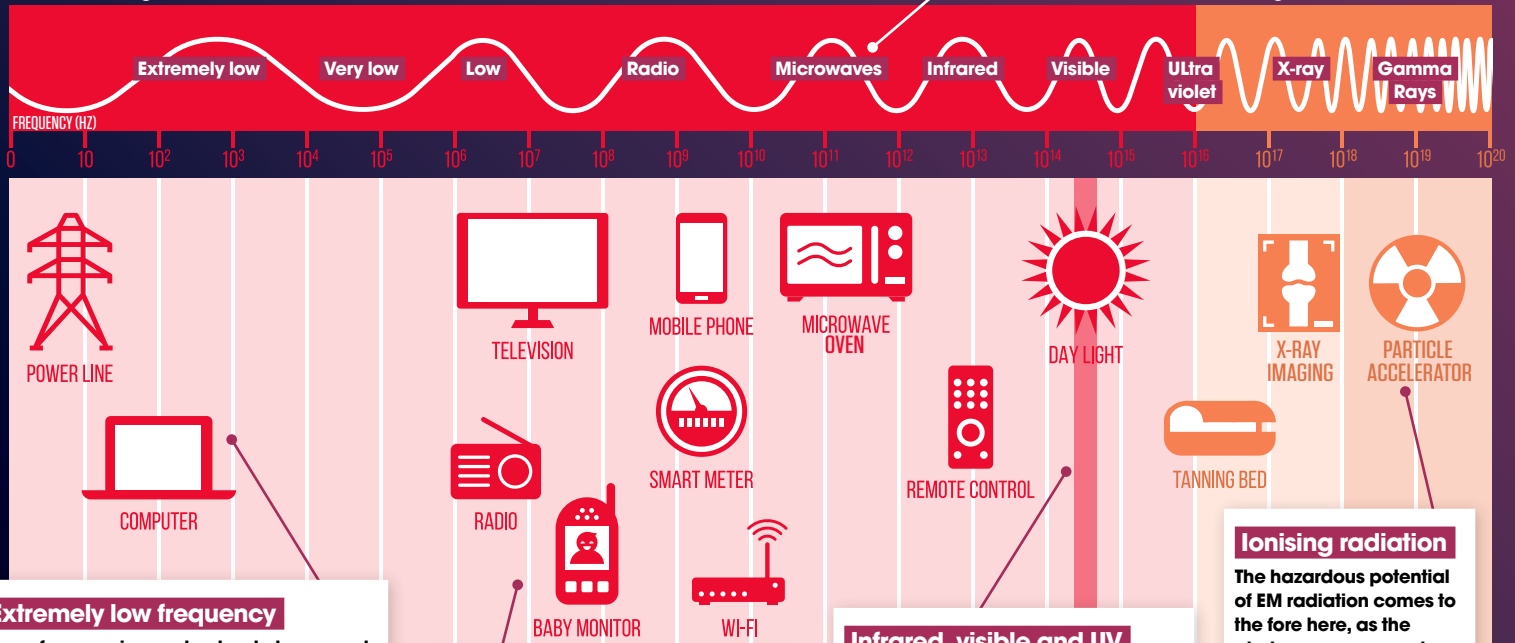 Extremely low
Very low
Low
Radio
Microwaves
Infrared
Visible
ULtra
violet
X-ray
Gamma
Rays
FREQUENCY (HZ)
0 10 10² 10³ 10⁴ 10⁵ 10⁶ 10⁷ 10⁸ 10⁹ 10¹⁰ 10¹¹ 10¹² 10¹³ 10¹⁴ 10¹⁵ 10¹⁶ 10¹⁷ 10¹⁸ 10¹⁹ 10²⁰
POWER LINE
TELEVISION
MOBILE PHONE
MICROWAVE
OVEN
DAY LIGHT
X-RAY
IMAGING
PARTICLE
ACCELERATOR
COMPUTER
RADIO
SMART METER
REMOTE CONTROL
TANNING BED
BABY MONITOR
WI-FI
Extremely low frequency
Infrared, visible and UV
Ionising radiation
The hazardous potential
of EM radiation comes to
the fore here, as the